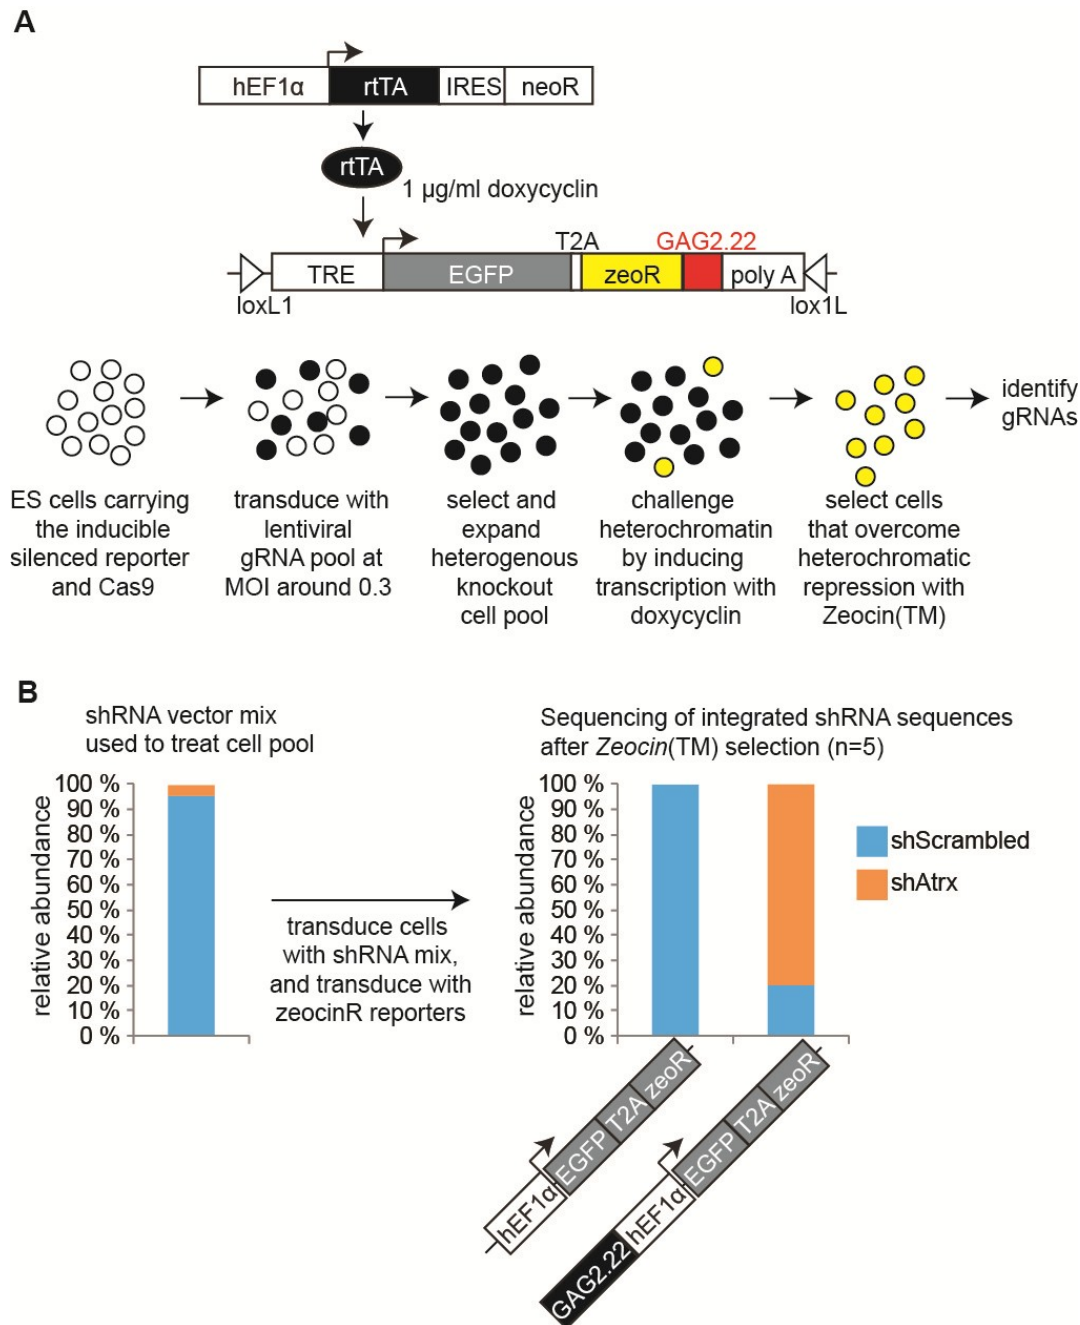 A
hEF1α rtTA IRES neoR
rtTA
1 µg/ml doxycyclin
T2A GAG2.22
TRE EGFP zeoR poly A
loxL1 lox1L
ES cells carrying
the inducible
silenced reporter
and Cas9
transduce with
lentiviral
gRNA pool at
MOI around 0.3
select and
expand
heterogenous
knockout
cell pool
challenge
heterochromatin
by inducing
transcription with
doxycyclin
select cells
that overcome
heterochromatic
repression with
Zeocin(TM)
identify
gRNAs
B
shRNA vector mix
used to treat cell pool
relative abundance
100 %
90 %
80 %
70 %
60 %
50 %
40 %
30 %
20 %
10 %
0 %
transduce cells
with shRNA mix,
and transduce with
zeocinR reporters
Sequencing of integrated shRNA sequences
after Zeocin(TM) selection (n=5)
relative abundance
100 %
90 %
80 %
70 %
60 %
50 %
40 %
30 %
20 %
10 %
0 %
shScrambled
shAtrx
hEF1α EGFP T2A zeoR
GAG2.22 hEF1α EGFP T2A zeoR